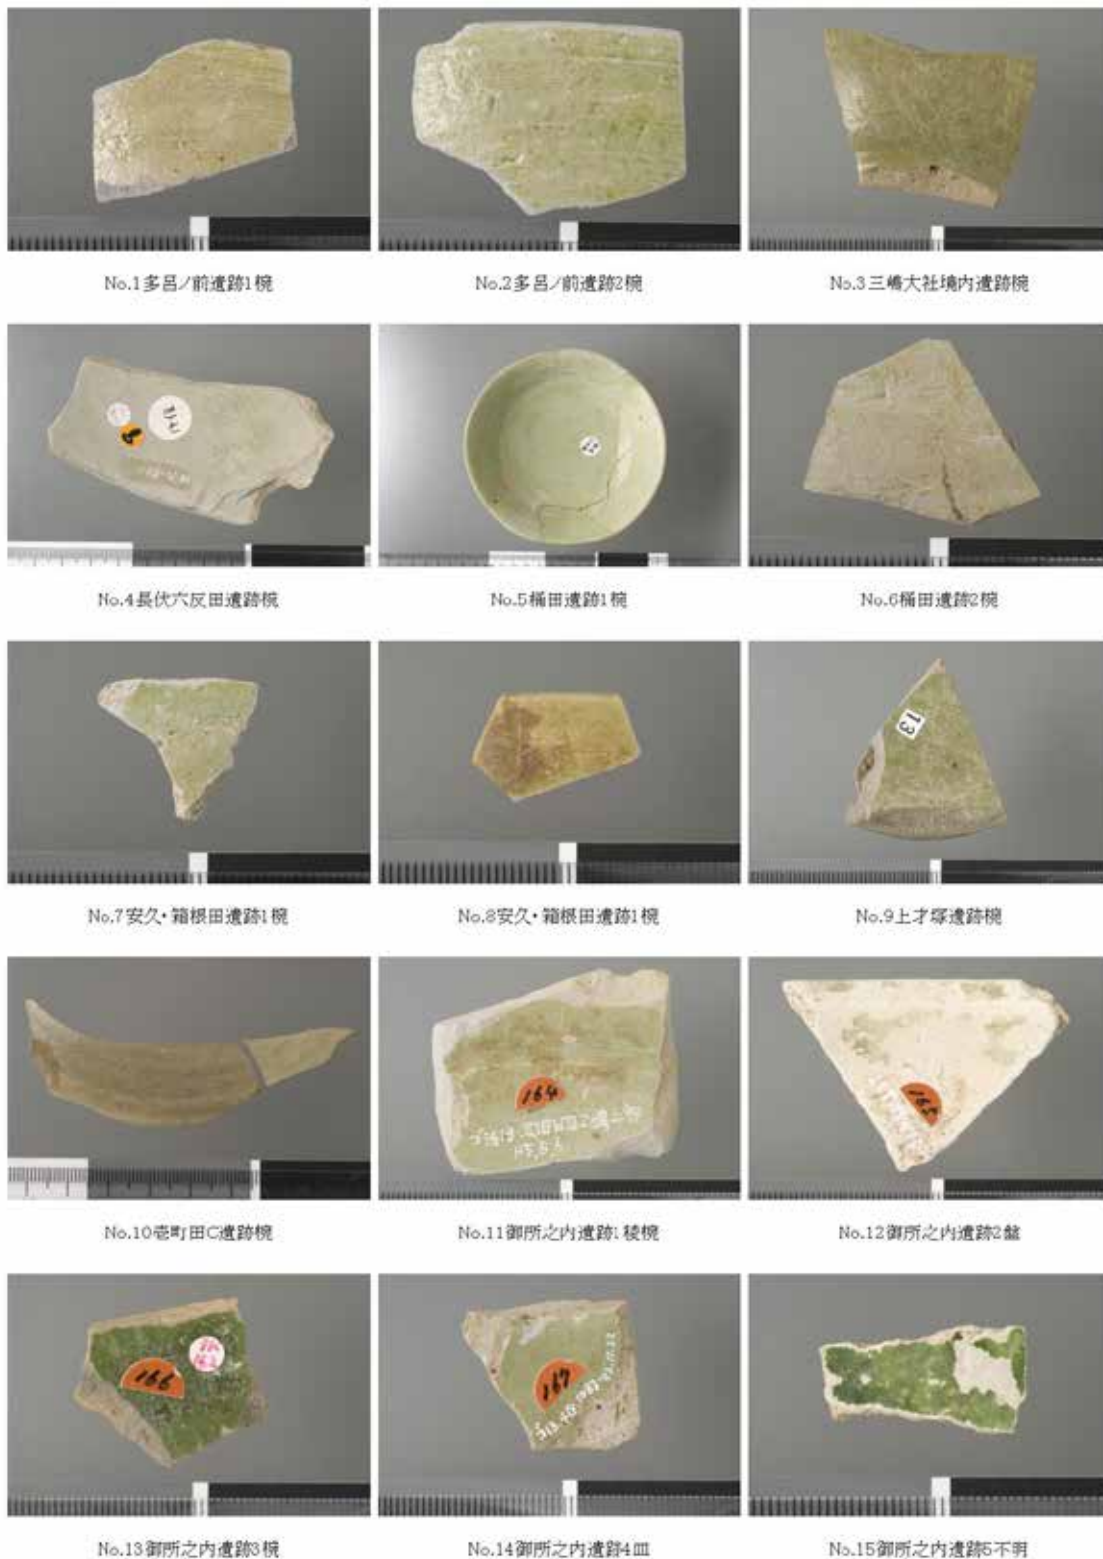 No.1多呂ノ前遺跡1椀
No.2多呂ノ前遺跡2椀
No.3三嶋大社境内遺跡椀
No.4長伏六反田遺跡椀
No.5桶田遺跡1椀
No.6桶田遺跡2椀
No.7安久・箱根田遺跡1椀
No.8安久・箱根田遺跡1椀
13
No.9上才塚遺跡椀
No.10壱町田C遺跡椀
164
No.11御所之内遺跡1稜椀
165
No.12御所之内遺跡2盤
166
No.13御所之内遺跡3椀
167
No.14御所之内遺跡4皿
No.15御所之内遺跡5不明